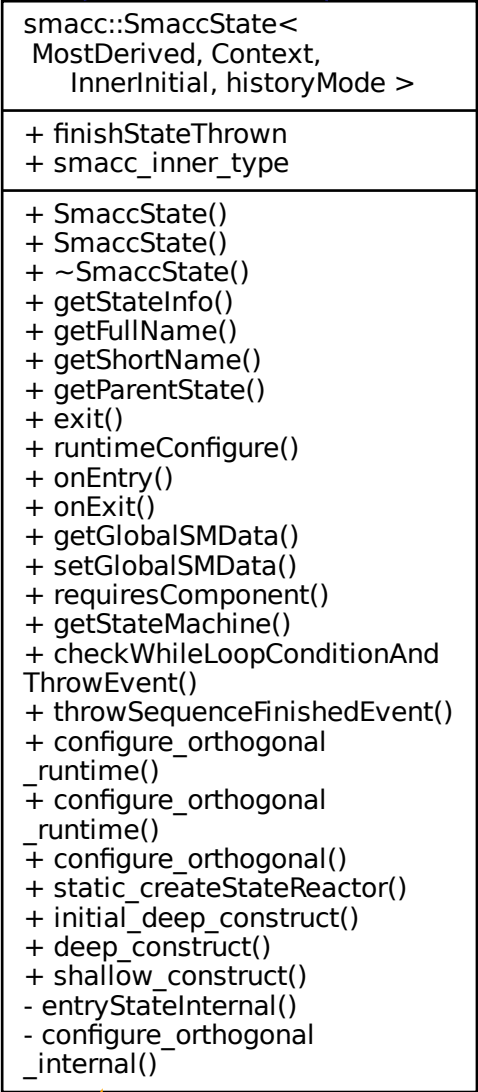 smacc::SmaccState<
MostDerived, Context,
InnerInitial, historyMode >
+ finishStateThrown
+ smacc_inner_type
+ SmaccState()
+ SmaccState()
+ ~SmaccState()
+ getStateInfo()
+ getFullName()
+ getShortName()
+ getParentState()
+ exit()
+ runtimeConfigure()
+ onEntry()
+ onExit()
+ getGlobalSMData()
+ setGlobalSMData()
+ requiresComponent()
+ getStateMachine()
+ checkWhileLoopConditionAnd
ThrowEvent()
+ throwSequenceFinishedEvent()
+ configure_orthogonal
_runtime()
+ configure_orthogonal
_runtime()
+ configure_orthogonal()
+ static_createStateReactor()
+ initial_deep_construct()
+ deep_construct()
+ shallow_construct()
- entryStateInternal()
- configure_orthogonal
_internal()